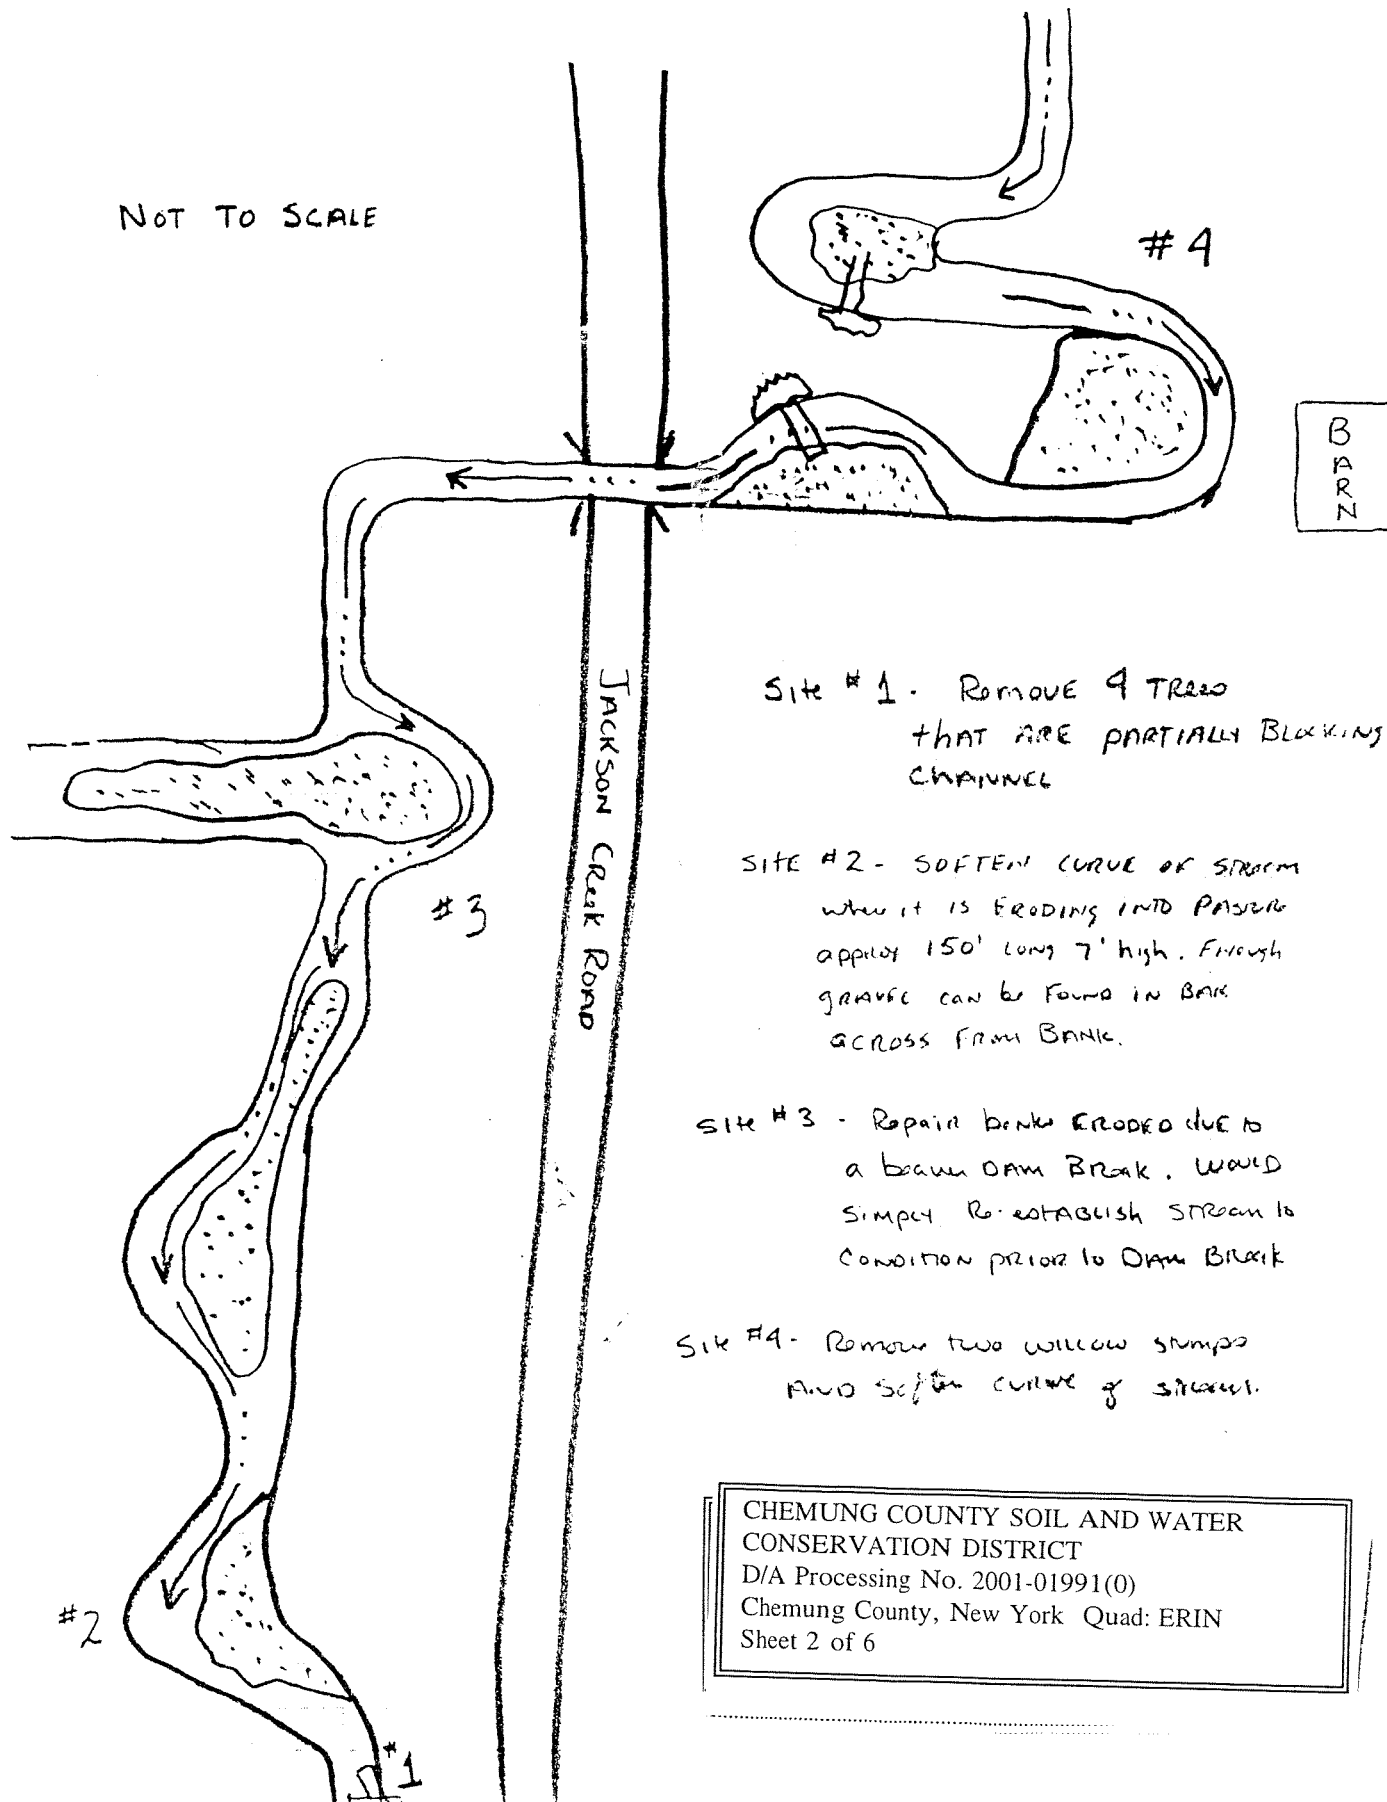 NOT TO SCALE
#4
BARN
JACKSON CREEK ROAD
#3
#2
#1
Site #1. Remove 4 TREES
that ARE PARTIALLY BLOCKING
CHANNEL
SITE #2 - SOFTEN CURVE OF STREAM
where it IS ERODING INTO PASTURE
approx 150' long 7' high. Enough
gravel can be found in BAR
across from BANK.
Site #3 - Repair banks ERODED due to
a beaver DAM BREAK. WOULD
SIMPLY Re-establish STREAM to
CONDITION PRIOR to DAM BREAK
Site #4 - Remove two willow stumps
AND Soften CURVE of stream.
CHEMUNG COUNTY SOIL AND WATER
CONSERVATION DISTRICT
D/A Processing No. 2001-01991(0)
Chemung County, New York Quad: ERIN
Sheet 2 of 6